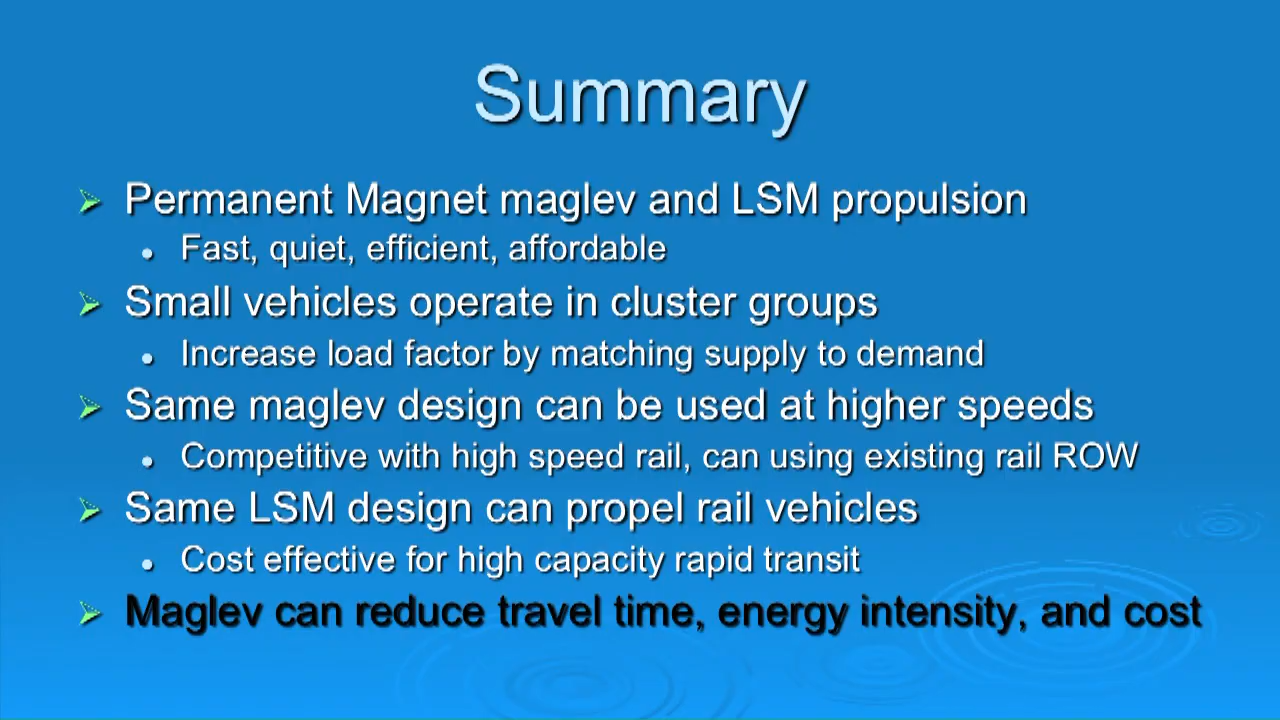 Summary
Permanent Magnet maglev and LSM propulsion
Fast, quiet, efficient, affordable
Small vehicles operate in cluster groups
Increase load factor by matching supply to demand
Same maglev design can be used at higher speeds
Competitive with high speed rail, can using existing rail ROW
Same LSM design can propel rail vehicles
Cost effective for high capacity rapid transit
Maglev can reduce travel time, energy intensity, and cost